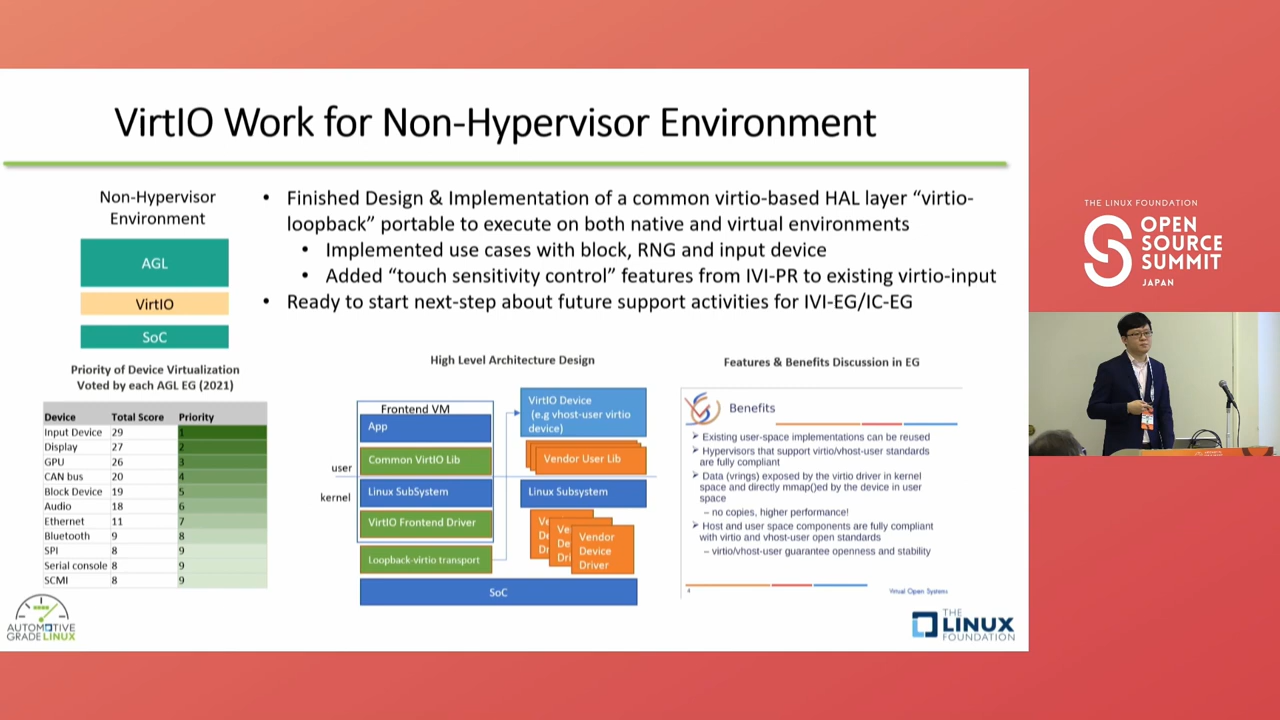 VirtIO Work for Non-Hypervisor Environment
Non-Hypervisor
Environment
AGL
VirtIO
SoC
• Finished Design & Implementation of a common virtio-based HAL layer “virtio-
loopback” portable to execute on both native and virtual environments
• Implemented use cases with block, RNG and input device
• Added “touch sensitivity control” features from IVI-PR to existing virtio-input
• Ready to start next-step about future support activities for IVI-EG/IC-EG
Priority of Device Virtualization
Voted by each AGL EG (2021)
Device Total Score Priority
Input Device 29 1
Display 27 2
GPU 26 3
CAN bus 20 4
Block Device 19 5
Audio 18 6
Ethernet 11 7
Bluetooth 9 8
SPI 8 9
Serial console 8 9
SCMI 8 9
High Level Architecture Design
Frontend VM
App
Common VirtIO Lib
user
kernel
Linux SubSystem
VirtIO Frontend Driver
Loopback-virtio transport
VirtIO Device
(e.g vhost-user virtio
device)
Vendor User Lib
Linux Subsystem
Ve
De
Dri
Ve
De
Dri
Vendor
Device
Driver
SoC
Features & Benefits Discussion in EG
Benefits
➢ Existing user-space implementations can be reused
➢ Hypervisors that support virtio/vhost-user standards
are fully compliant
➢ Data (vrings) exposed by the virtio driver in kernel
space and directly mmap()ed by the device in user
space
– no copies, higher performance!
➢ Host and user space components are fully compliant
with virtio and vhost-user open standards
– virtio/vhost-user guarantee openness and stability
Virtual Open Systems
AUTOMOTIVE
GRADE LINUX
THE
LINUX
FOUNDATION
THE LINUX FOUNDATION
OPEN
SOURCE
SUMMIT
JAPAN